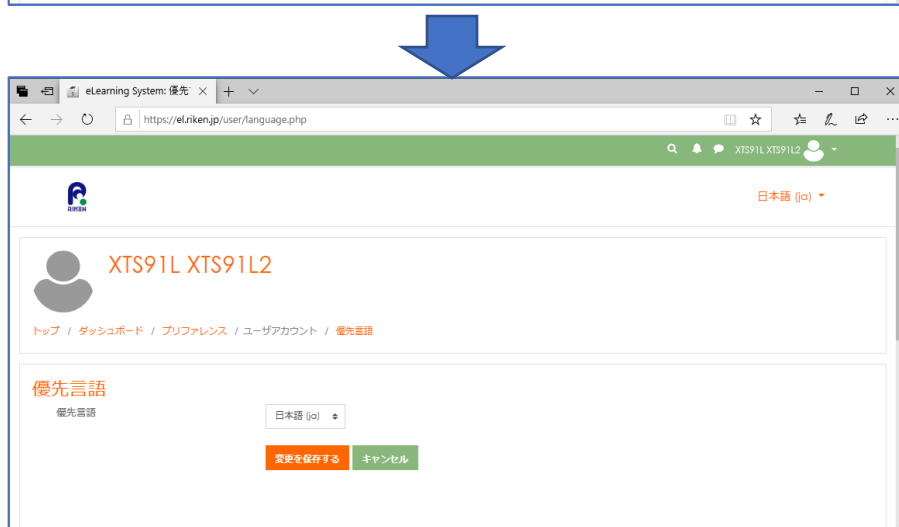 eLearning System: 優先
https://el.riken.jp/user/language.php
XTS91L XTS91L2
RIKEN
日本語 (ja)
XTS91L XTS91L2
トップ / ダッシュボード / プリファレンス / ユーザアカウント / 優先言語
優先言語
優先言語
日本語 (ja)
変更を保存する キャンセル